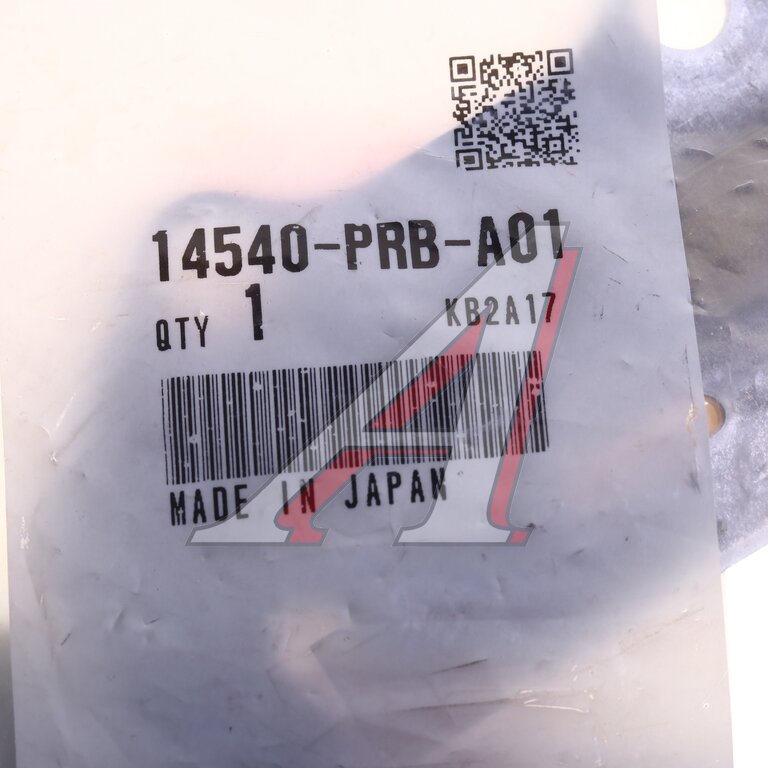 14540-PRB-A01
QTY 1 KB2A17
MADE IN JAPAN